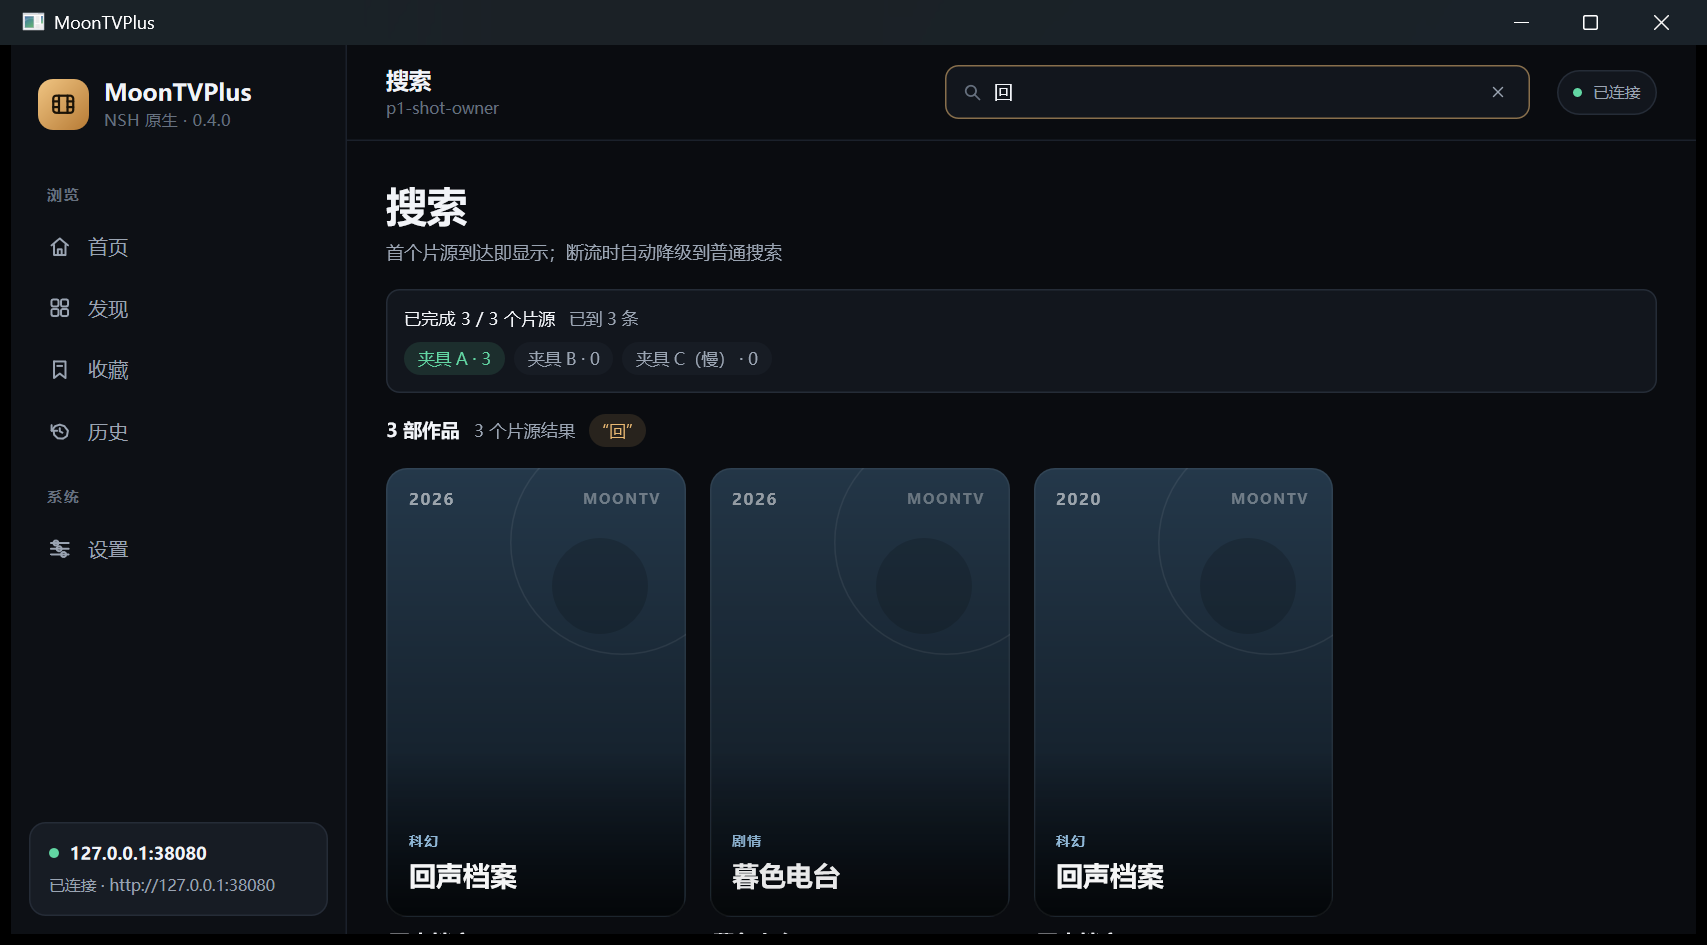 MoonTVPlus
MoonTVPlus
NSH 原生 · 0.4.0
浏览
首页
发现
收藏
历史
系统
设置
127.0.0.1:38080
已连接 · http://127.0.0.1:38080
搜索
p1-shot-owner
回
已连接
搜索
首个片源到达即显示；断流时自动降级到普通搜索
已完成 3 / 3 个片源 已到 3 条
夹具 A · 3 夹具 B · 0 夹具 C（慢） · 0
3 部作品 3 个片源结果 “回”
2026 MOONTV
科幻
回声档案
2026 MOONTV
剧情
暮色电台
2020 MOONTV
科幻
回声档案